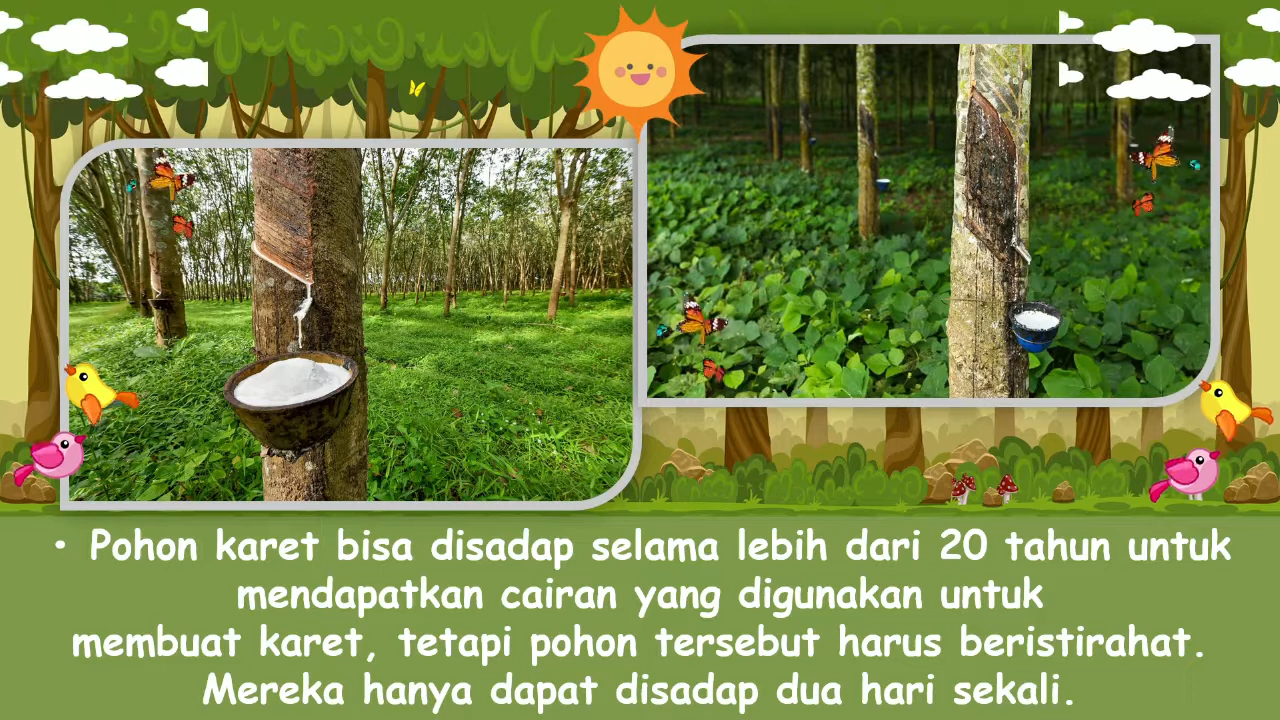 • Pohon karet bisa disadap selama lebih dari 20 tahun untuk
mendapatkan cairan yang digunakan untuk
membuat karet, tetapi pohon tersebut harus beristirahat.
Mereka hanya dapat disadap dua hari sekali.